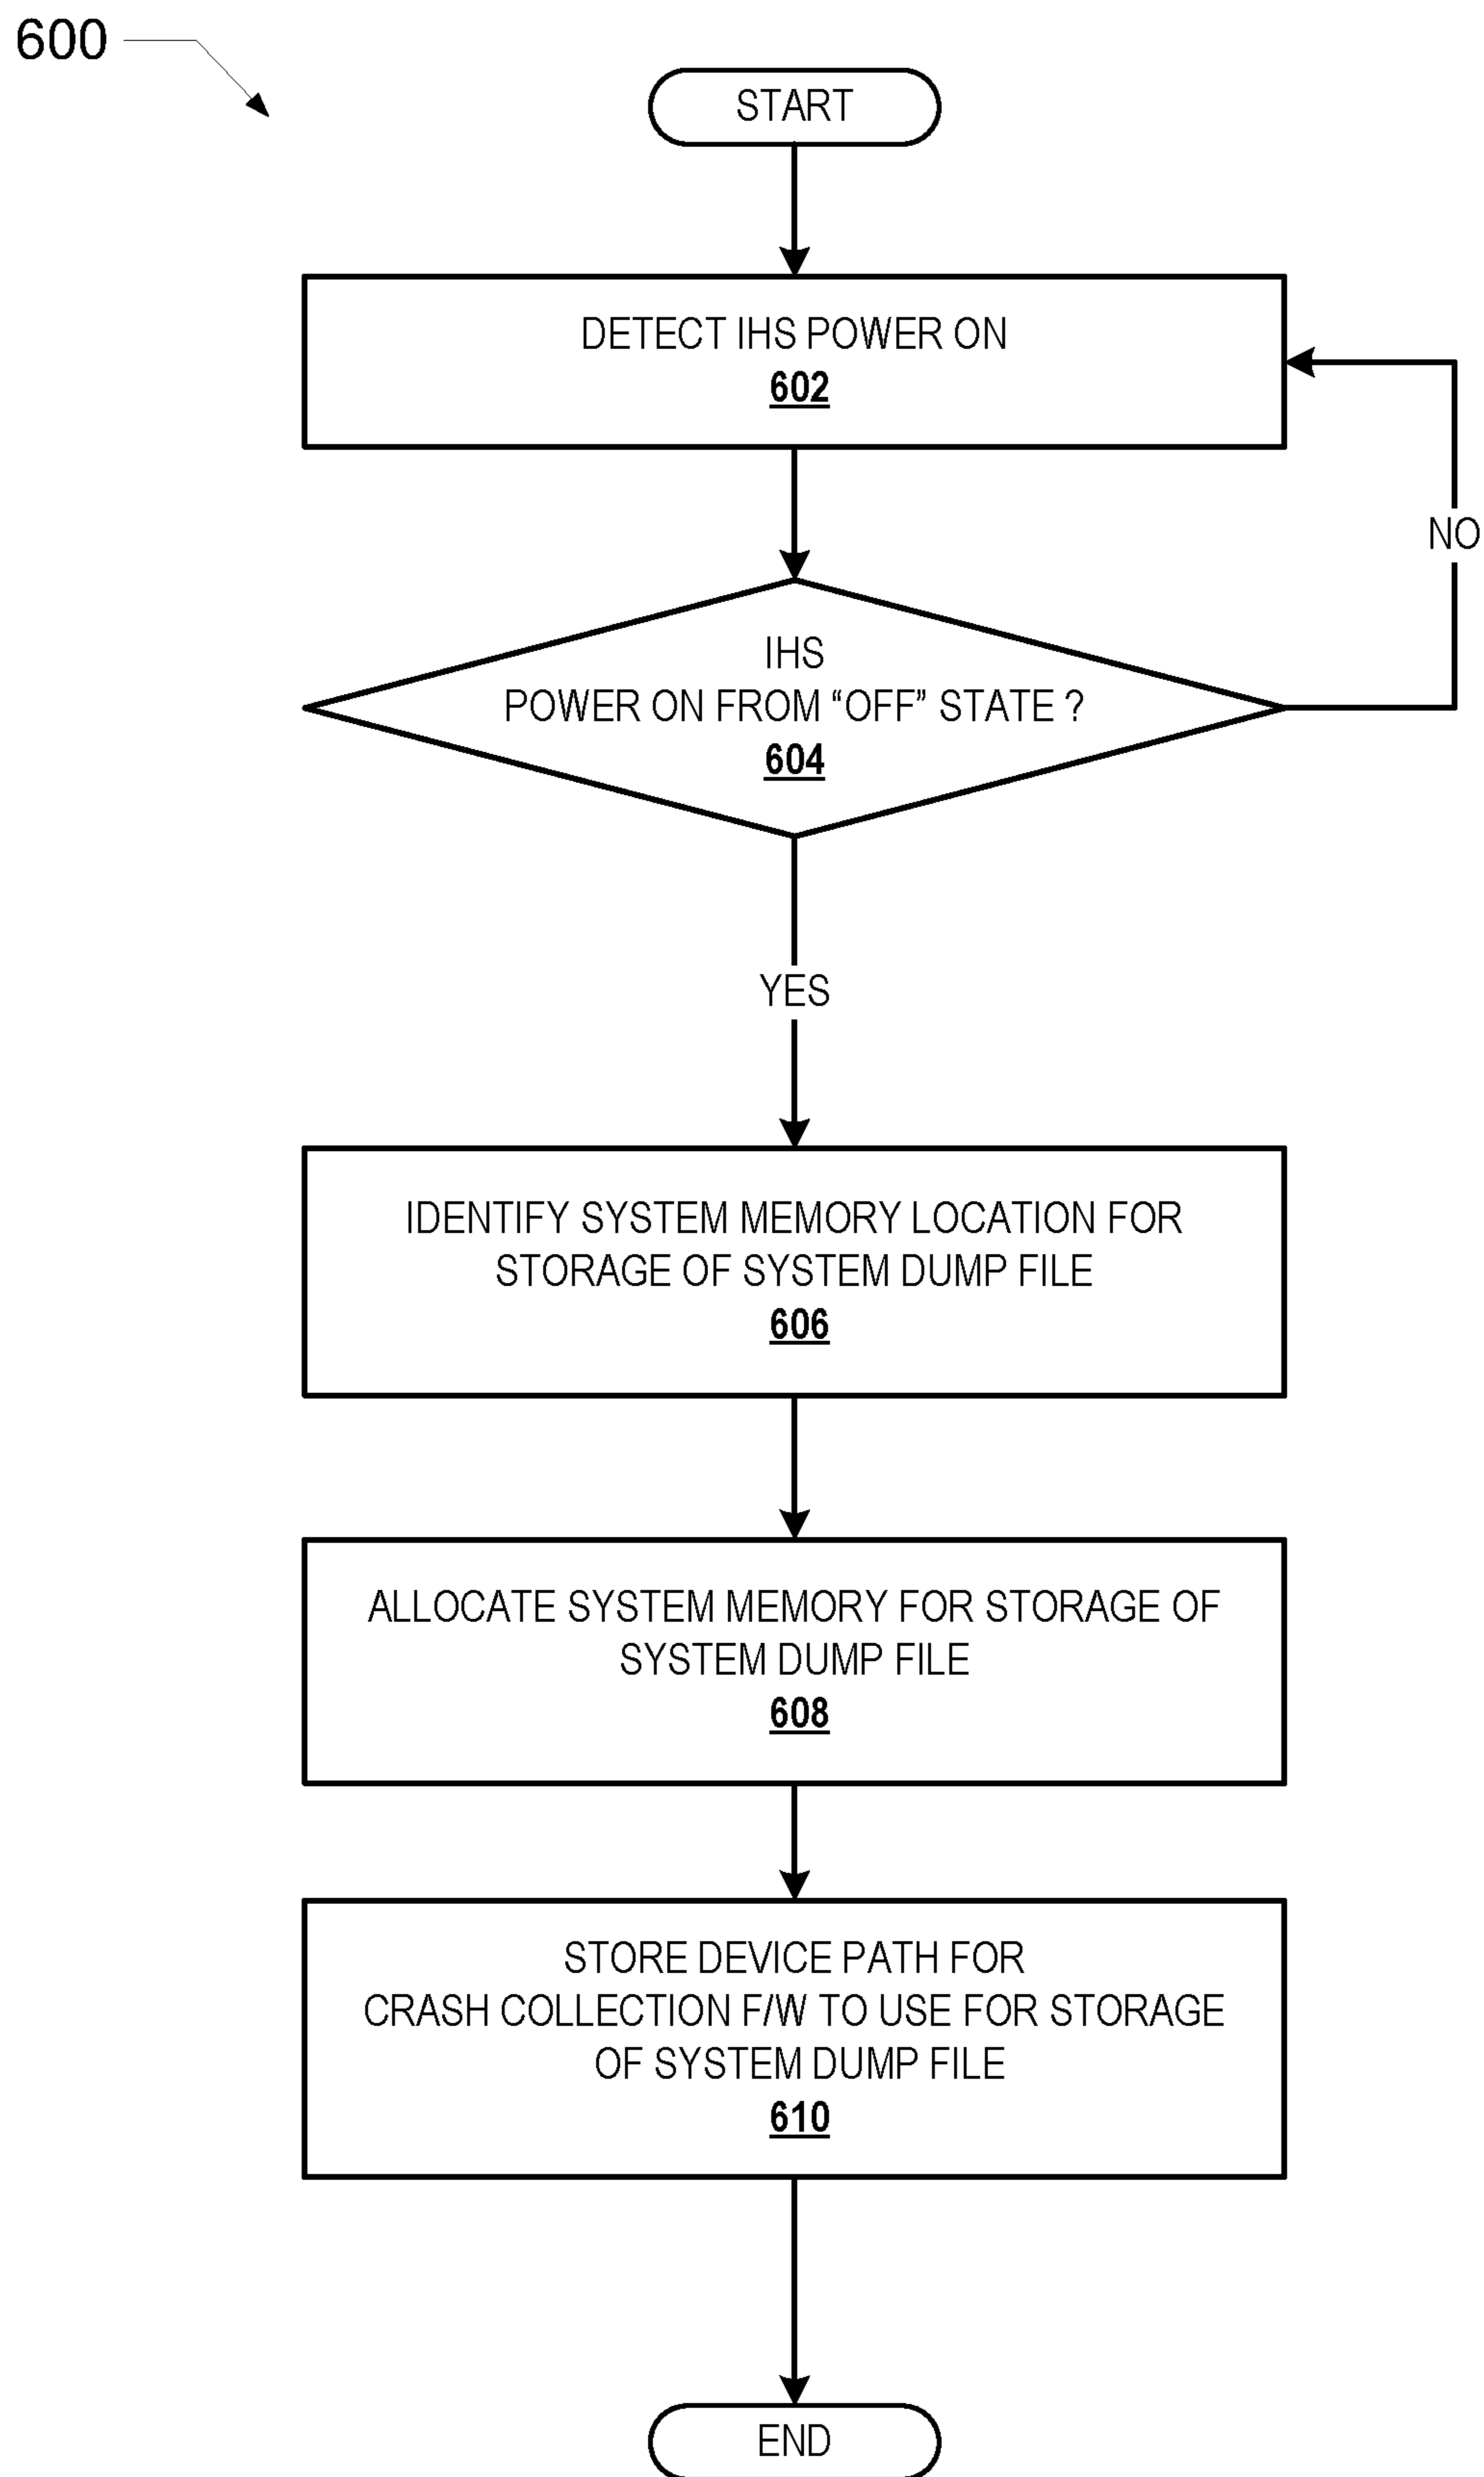 600
START
DETECT IHS POWER ON
602
NO
IHS
POWER ON FROM “OFF” STATE ?
604
YES
IDENTIFY SYSTEM MEMORY LOCATION FOR
STORAGE OF SYSTEM DUMP FILE
606
ALLOCATE SYSTEM MEMORY FOR STORAGE OF
SYSTEM DUMP FILE
608
STORE DEVICE PATH FOR
CRASH COLLECTION F/W TO USE FOR STORAGE
OF SYSTEM DUMP FILE
610
END